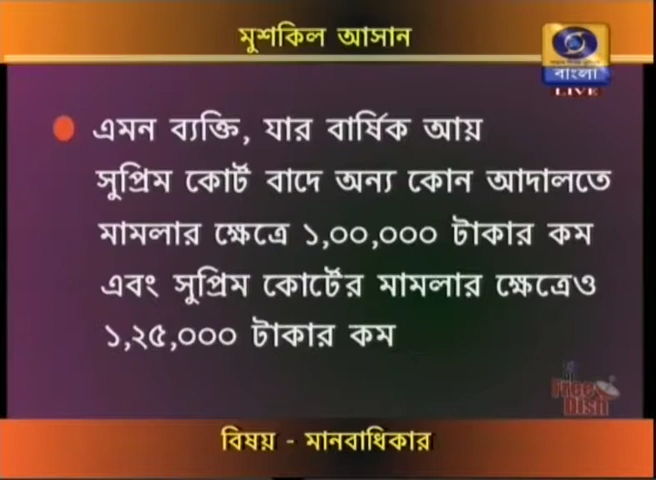 মুশকিল আসান
বাংলা
LIVE
এমন ব্যক্তি, যার বার্ষিক আয়
সুপ্রিম কোর্ট বাদে অন্য কোন আদালতে
মামলার ক্ষেত্রে ১,০০,০০০ টাকার কম
এবং সুপ্রিম কোর্টের মামলার ক্ষেত্রেও
১,২৫,০০০ টাকার কম
Free
Dish
বিষয় - মানবাধিকার